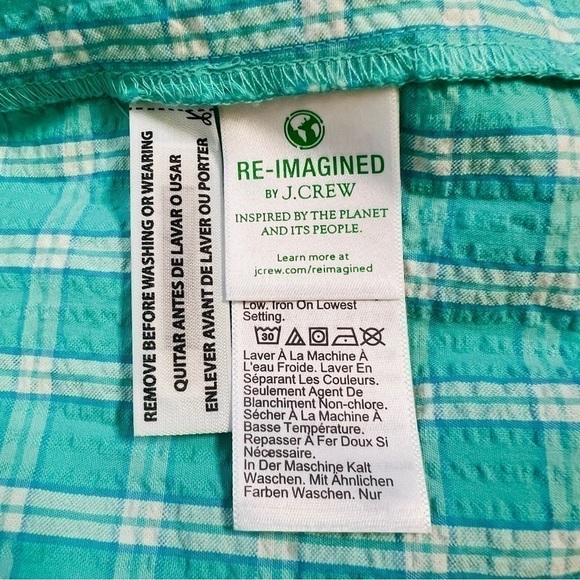 REMOVE BEFORE WASHING OR WEARING
QUITAR ANTES DE LAVAR O USAR
ENLEVER AVANT DE LAVER OU PORTER
RE-IMAGINED
BY J.CREW
INSPIRED BY THE PLANET
AND ITS PEOPLE.
Learn more at
jcrew.com/reimagined
Low. Iron On Lowest
Setting.
30
Laver À La Machine À
L'eau Froide. Laver En
Séparant Les Couleurs.
Seulement Agent De
Blanchiment Non-chlore.
Sécher À La Machine À
Basse Température.
Repasser À Fer Doux Si
Nécessaire.
In Der Maschine Kalt
Waschen. Mit Ähnlichen
Farben Waschen. Nur